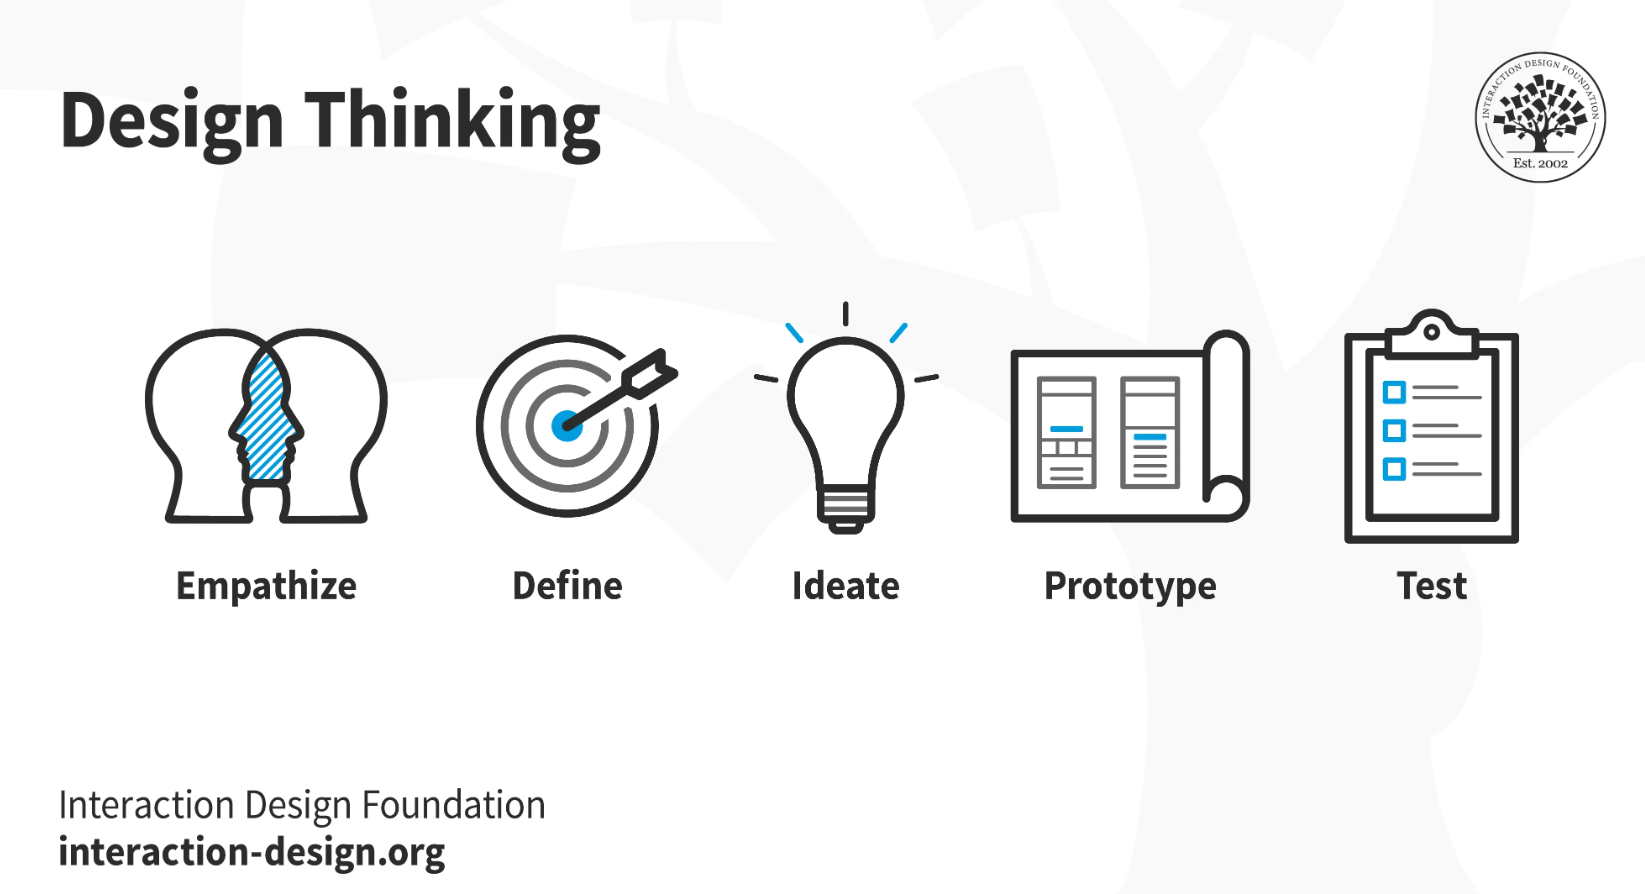 Design Thinking
INTERACTION DESIGN FOUNDATION
Est. 2002
Empathize
Define
Ideate
Prototype
Test
Interaction Design Foundation
interaction-design.org